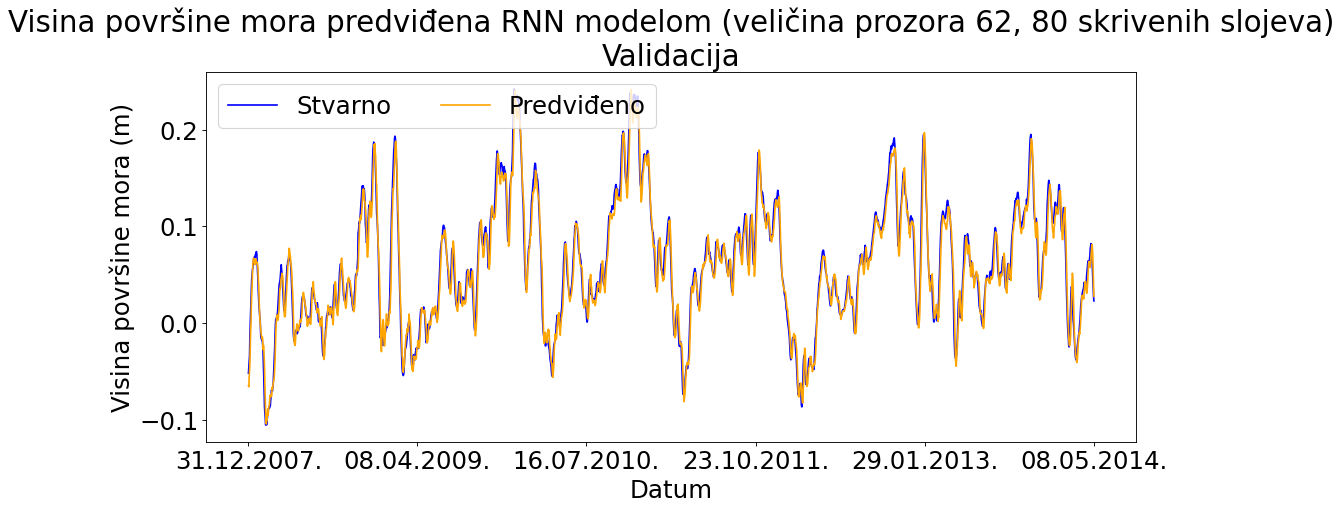 Visina površine mora predviđena RNN modelom (veličina prozora 62, 80 skrivenih slojeva)
Validacija
Stvarno
Predviđeno
Visina površine mora (m)
0.2
0.1
0.0
−0.1
31.12.2007.
08.04.2009.
16.07.2010.
23.10.2011.
29.01.2013.
08.05.2014.
Datum